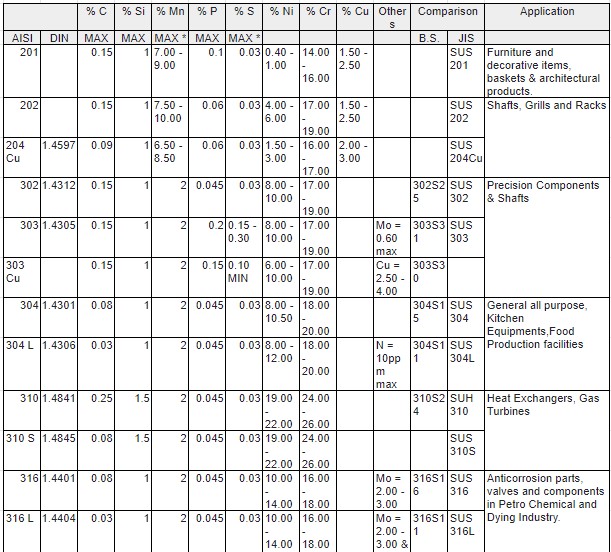 % C % Si % Mn % P % S % Ni % Cr % Cu Other Comparison Application
s
AISI DIN MAX MAX MAX * MAX MAX * B.S. JIS
201 0.15 1 7.00 - 0.1 0.03 0.40 - 14.00 1.50 - SUS Furniture and
9.00 1.00 - 2.50 201 decorative items,
16.00 baskets & architectural
products.
202 0.15 1 7.50 - 0.06 0.03 4.00 - 17.00 1.50 - SUS Shafts, Grills and Racks
10.00 6.00 - 2.50 202
19.00
204 1.4597 0.09 1 6.50 - 0.06 0.03 1.50 - 16.00 2.00 - SUS
Cu 8.50 3.00 - 3.00 204Cu
17.00
302 1.4312 0.15 1 2 0.045 0.03 8.00 - 17.00 302S2 SUS Precision Components
10.00 - 5 302 & Shafts
19.00
303 1.4305 0.15 1 2 0.2 0.15 - 8.00 - 17.00 Mo = 303S3 SUS
0.30 10.00 - 0.60 1 303
19.00 max
303 0.15 1 2 0.15 0.10 6.00 - 17.00 Cu = 303S3
Cu MIN 10.00 - 2.50 - 0
19.00 4.00
304 1.4301 0.08 1 2 0.045 0.03 8.00 - 18.00 304S1 SUS General all purpose,
10.50 - 5 304 Kitchen
20.00 Equipments,Food
304 L 1.4306 0.03 1 2 0.045 0.03 8.00 - 18.00 N = 304S1 SUS Production facilities
12.00 - 10pp 1 304L
20.00 m
max
310 1.4841 0.25 1.5 2 0.045 0.03 19.00 24.00 310S2 SUH Heat Exchangers, Gas
- - 4 310 Turbines
22.00 26.00
310 S 1.4845 0.08 1.5 2 0.045 0.03 19.00 24.00 SUS
- - 310S
22.00 26.00
316 1.4401 0.08 1 2 0.045 0.03 10.00 16.00 Mo = 316S1 SUS Anticorrosion parts,
- - 2.00 - 6 316 valves and components
14.00 18.00 3.00 in Petro Chemical and
316 L 1.4404 0.03 1 2 0.045 0.03 10.00 16.00 Mo = 316S1 SUS Dying Industry.
- - 2.00 - 1 316L
14.00 18.00 3.00 &